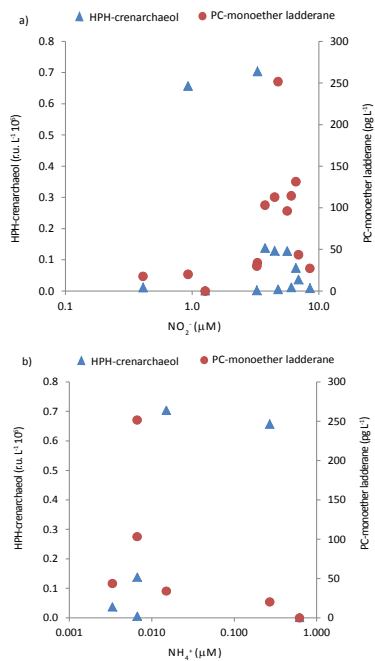 a)
HPH-crenarchaeol PC-monoether ladderane
0.8 300
0.7 250
0.6
0.5 200
0.4 150
0.3 100
0.2
0.1 50
0.0 0
0.1 1.0 10.0
HPH-crenarchaeol (r.u. L⁻¹ 10⁶)
PC-monoether ladderane (pg L⁻¹)
NO₂⁻ (µM)
b)
HPH-crenarchaeol PC-monoether ladderane
0.8 300
0.7 250
0.6
0.5 200
0.4 150
0.3 100
0.2
0.1 50
0.0 0
0.001 0.010 0.100 1.000
HPH-crenarchaeol (r.u. L⁻¹ 10⁶)
PC-monoether ladderane (pg L⁻¹)
NH₄⁺ (µM)